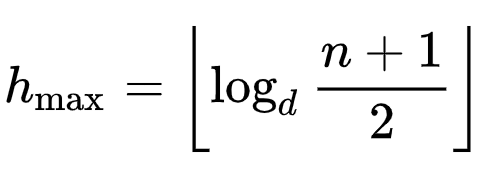 h_max = ⌊log_d (n + 1)/2⌋